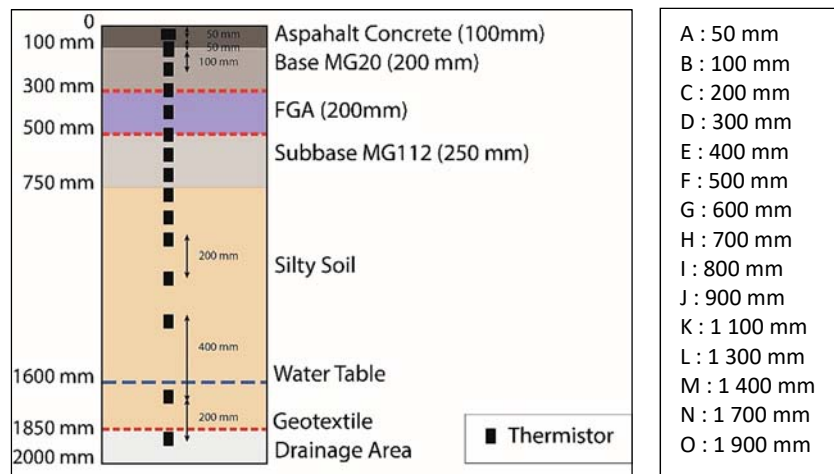 0
50 mm
Aspahalt Concrete (100mm)
100 mm
50 mm
Base MG20 (200 mm)
100 mm
300 mm
FGA (200mm)
500 mm
Subbase MG112 (250 mm)
750 mm
200 mm
Silty Soil
400 mm
1600 mm
Water Table
200 mm
1850 mm
Geotextile
Drainage Area
2000 mm
Thermistor
A : 50 mm
B : 100 mm
C : 200 mm
D : 300 mm
E : 400 mm
F : 500 mm
G : 600 mm
H : 700 mm
I : 800 mm
J : 900 mm
K : 1 100 mm
L : 1 300 mm
M : 1 400 mm
N : 1 700 mm
O : 1 900 mm